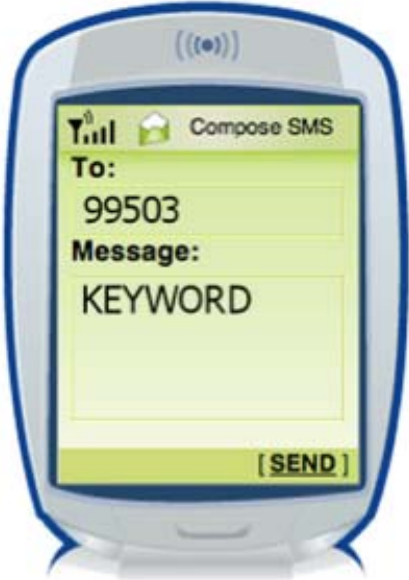 Compose SMS
To:
99503
Message:
KEYWORD
[ SEND ]